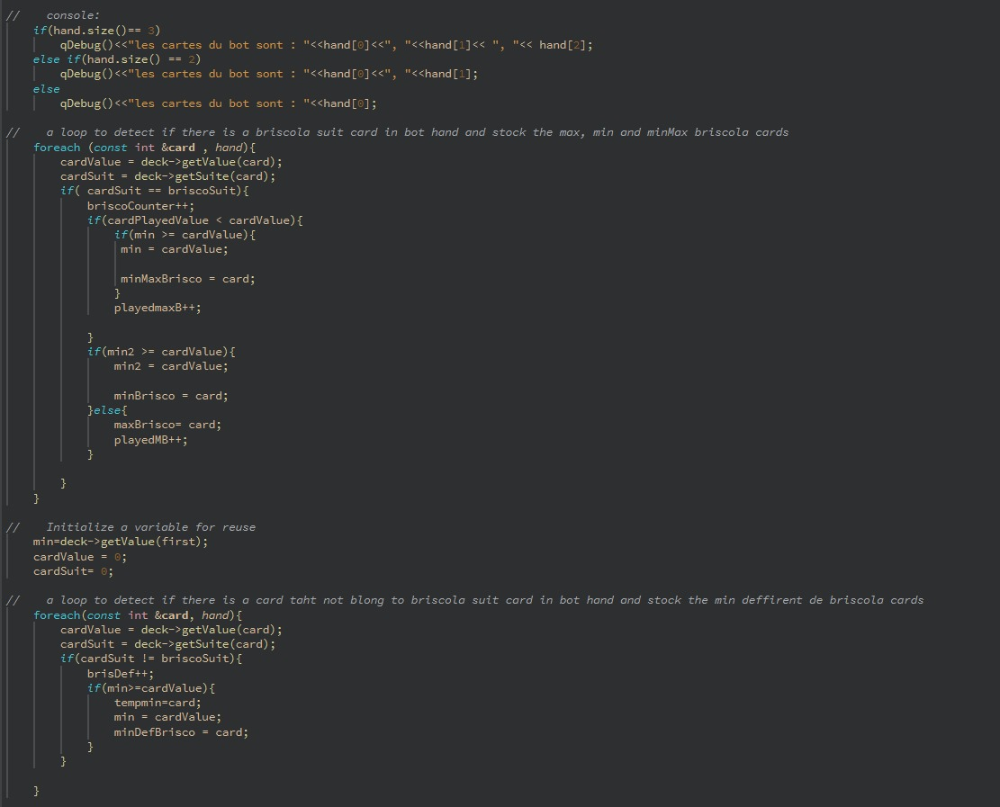 //    console:
if(hand.size()== 3)
qDebug()<<"les cartes du bot sont : "<<hand[0]<<", "<<hand[1]<< ", "<< hand[2];
else if(hand.size() == 2)
qDebug()<<"les cartes du bot sont : "<<hand[0]<<", "<<hand[1];
else
qDebug()<<"les cartes du bot sont : "<<hand[0];
//    a loop to detect if there is a briscola suit card in bot hand and stock the max, min and minMax briscola cards
foreach (const int &card , hand){
cardValue = deck->getValue(card);
cardSuit = deck->getSuite(card);
if( cardSuit == briscoSuit){
briscoCounter++;
if(cardPlayedValue < cardValue){
if(min >= cardValue){
min = cardValue;
minMaxBrisco = card;
}
playedmaxB++;
}
if(min2 >= cardValue){
min2 = cardValue;
minBrisco = card;
}else{
maxBrisco= card;
playedMB++;
}
}
}
//    Initialize a variable for reuse
min=deck->getValue(first);
cardValue = 0;
cardSuit= 0;
//    a loop to detect if there is a card taht not blong to briscola suit card in bot hand and stock the min deffirent de briscola cards
foreach(const int &card, hand){
cardValue = deck->getValue(card);
cardSuit = deck->getSuite(card);
if(cardSuit != briscoSuit){
brisDef++;
if(min>=cardValue){
tempmin=card;
min = cardValue;
minDefBrisco = card;
}
}
}